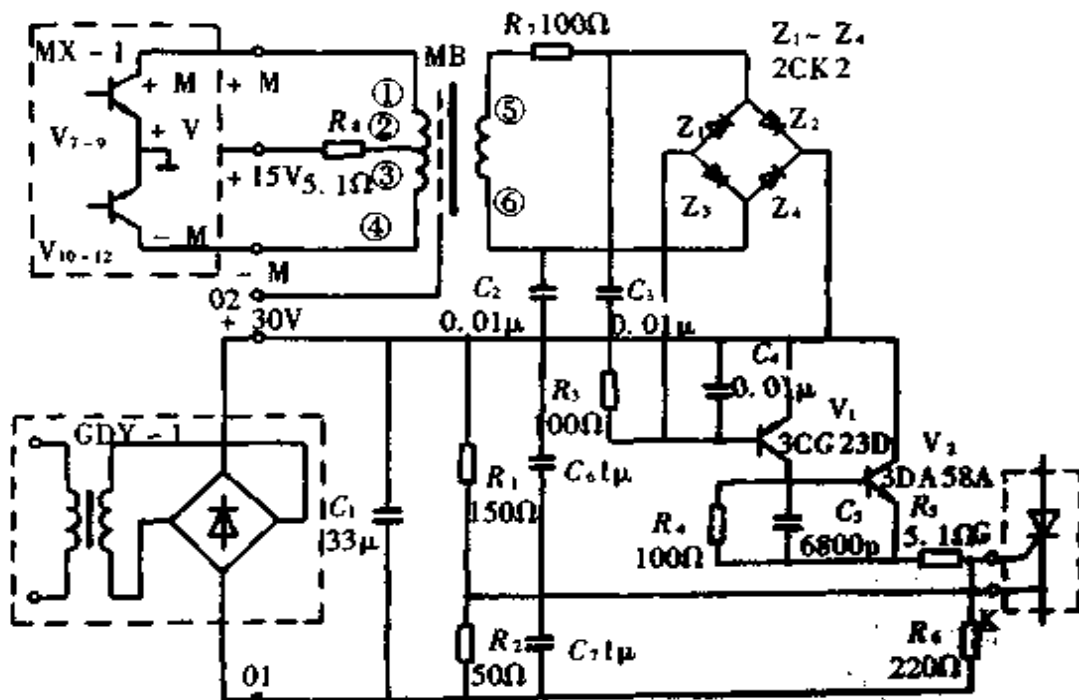 R₇100Ω
Z₁~Z₄
2CK2
MX-1
MB
+ M
+ M
①
②
③
④
⑤
⑥
R₈
V₇₋₉
+ V
+ 15V
5.1Ω
V₁₀₋₁₂
- M
- M
Z₁
Z₂
Z₃
Z₄
02
+ 30V
C₂
0.01μ
C₃
0.01μ
C₄
0.01μ
R₃
100Ω
V₁
3CG23D
V₂
3DA58A
GDY-1
C₁
33μ
R₁
150Ω
C₆1μ
R₄
100Ω
C₅
6800p
R₅
5.1Ω
G
K
R₂
50Ω
C₇1μ
R₆
220Ω
01